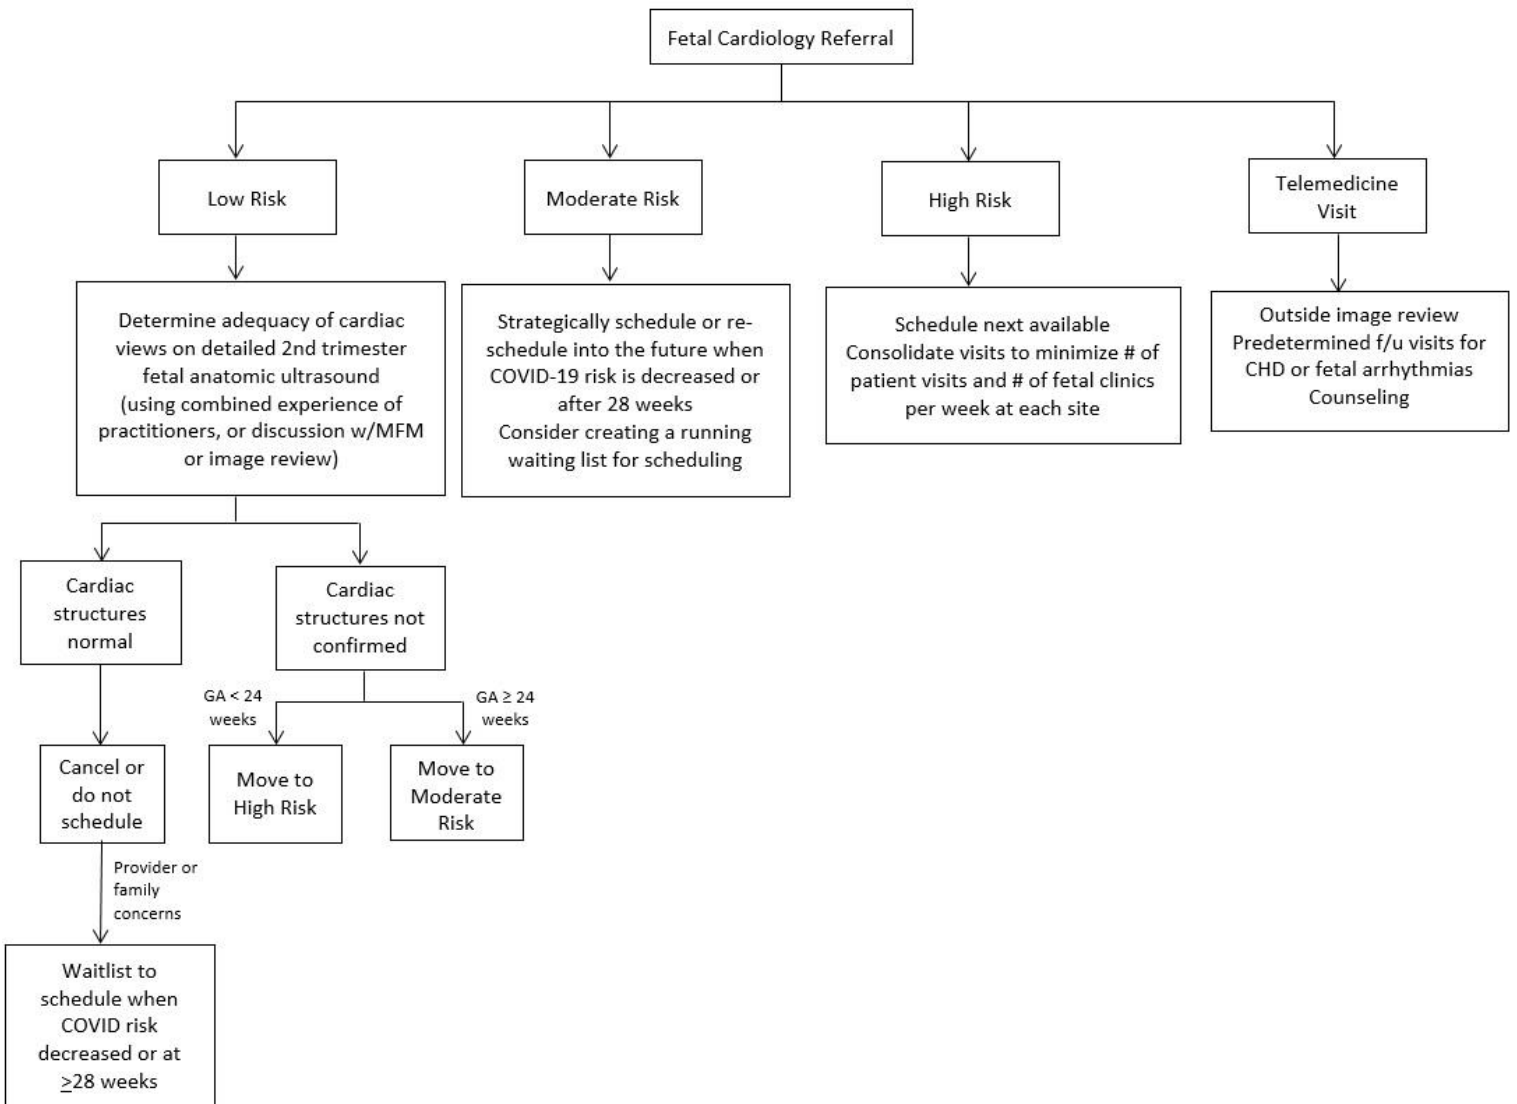 Fetal Cardiology Referral
Low Risk
Moderate Risk
High Risk
Telemedicine
Visit
Determine adequacy of cardiac
views on detailed 2nd trimester
fetal anatomic ultrasound
(using combined experience of
practitioners, or discussion w/MFM
or image review)
Strategically schedule or re-
schedule into the future when
COVID-19 risk is decreased or
after 28 weeks
Consider creating a running
waiting list for scheduling
Schedule next available
Consolidate visits to minimize # of
patient visits and # of fetal clinics
per week at each site
Outside image review
Predetermined f/u visits for
CHD or fetal arrhythmias
Counseling
Cardiac
structures
normal
Cardiac
structures not
confirmed
GA < 24
weeks
GA ≥ 24
weeks
Cancel or
do not
schedule
Move to
High Risk
Move to
Moderate
Risk
Provider or
family
concerns
Waitlist to
schedule when
COVID risk
decreased or at
≥28 weeks